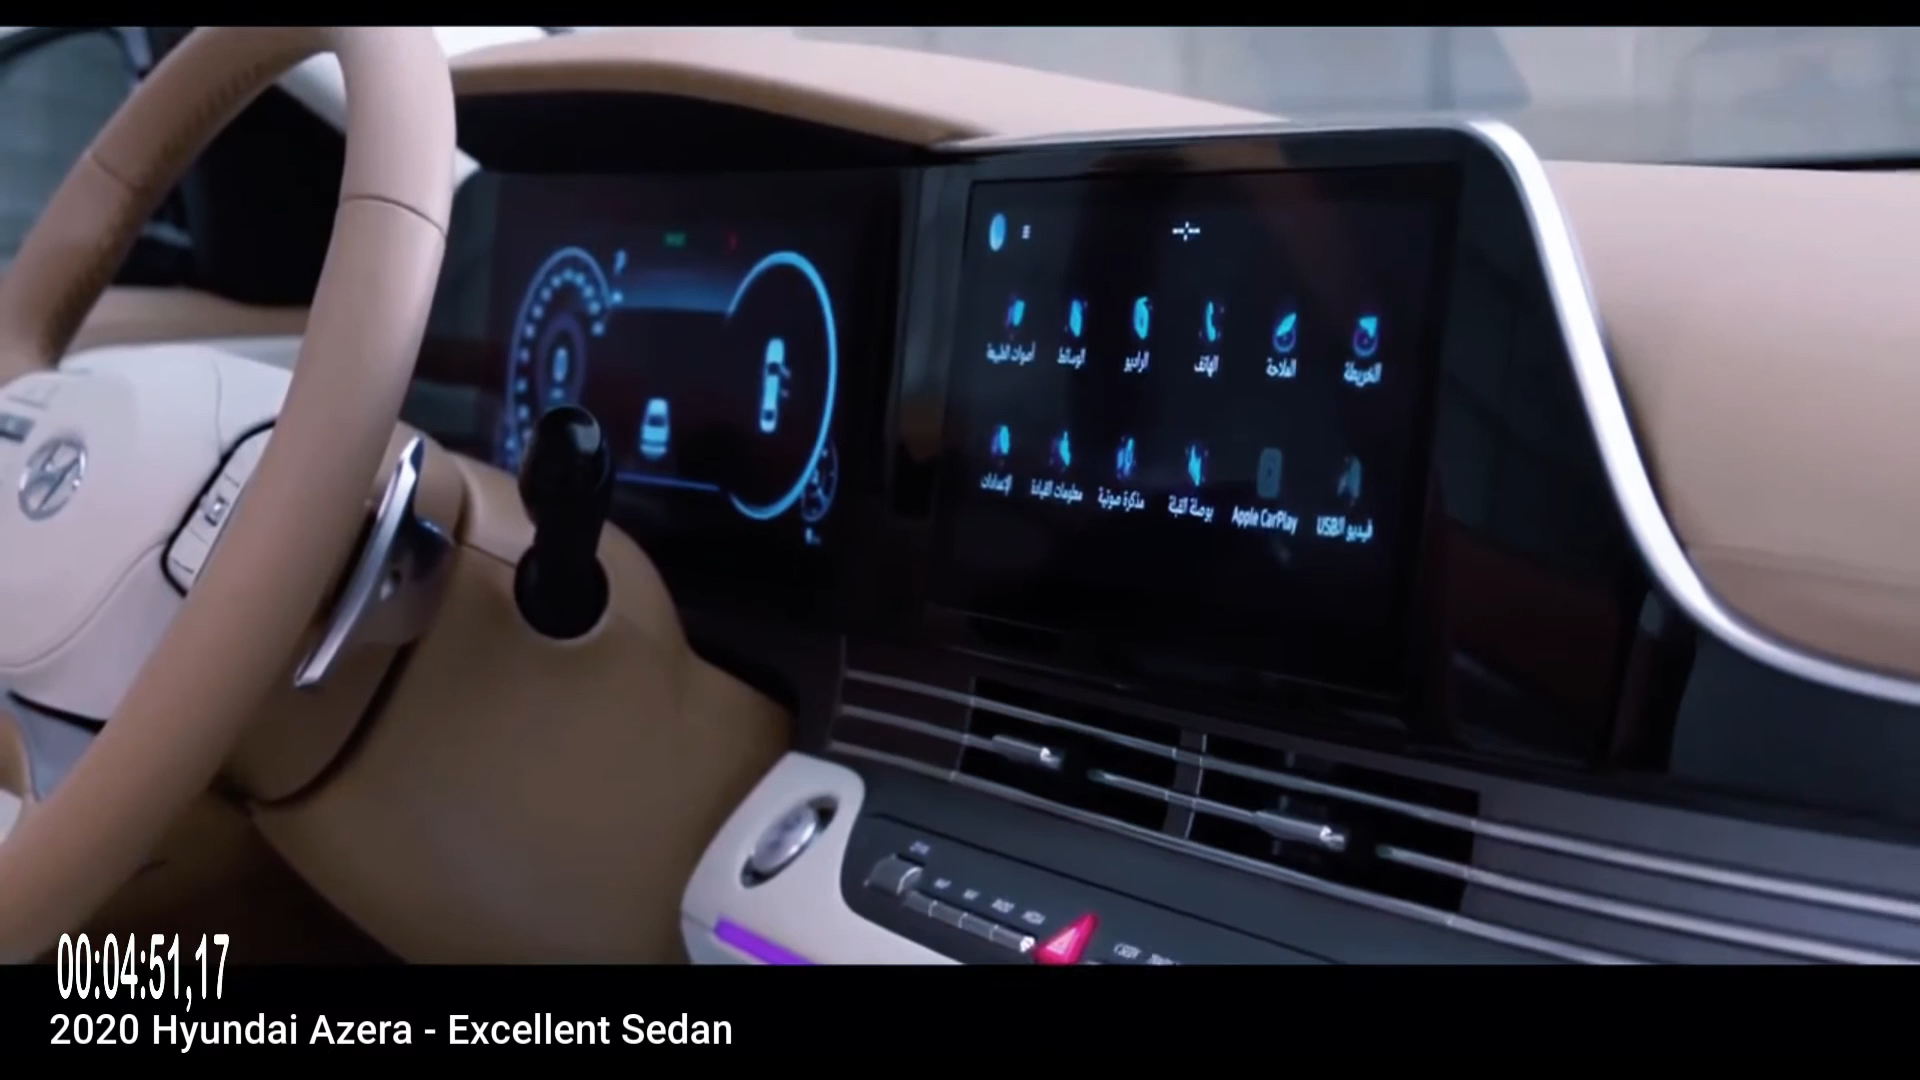 أصوات الطبيعة
الوسائط
الراديو
الهاتف
الملاحة
الخريطة
الإعدادات
معلومات القيادة
مذكرة صوتية
بوصلة القبلة
Apple CarPlay
فيديو USB
00:04:51,17
2020 Hyundai Azera - Excellent Sedan